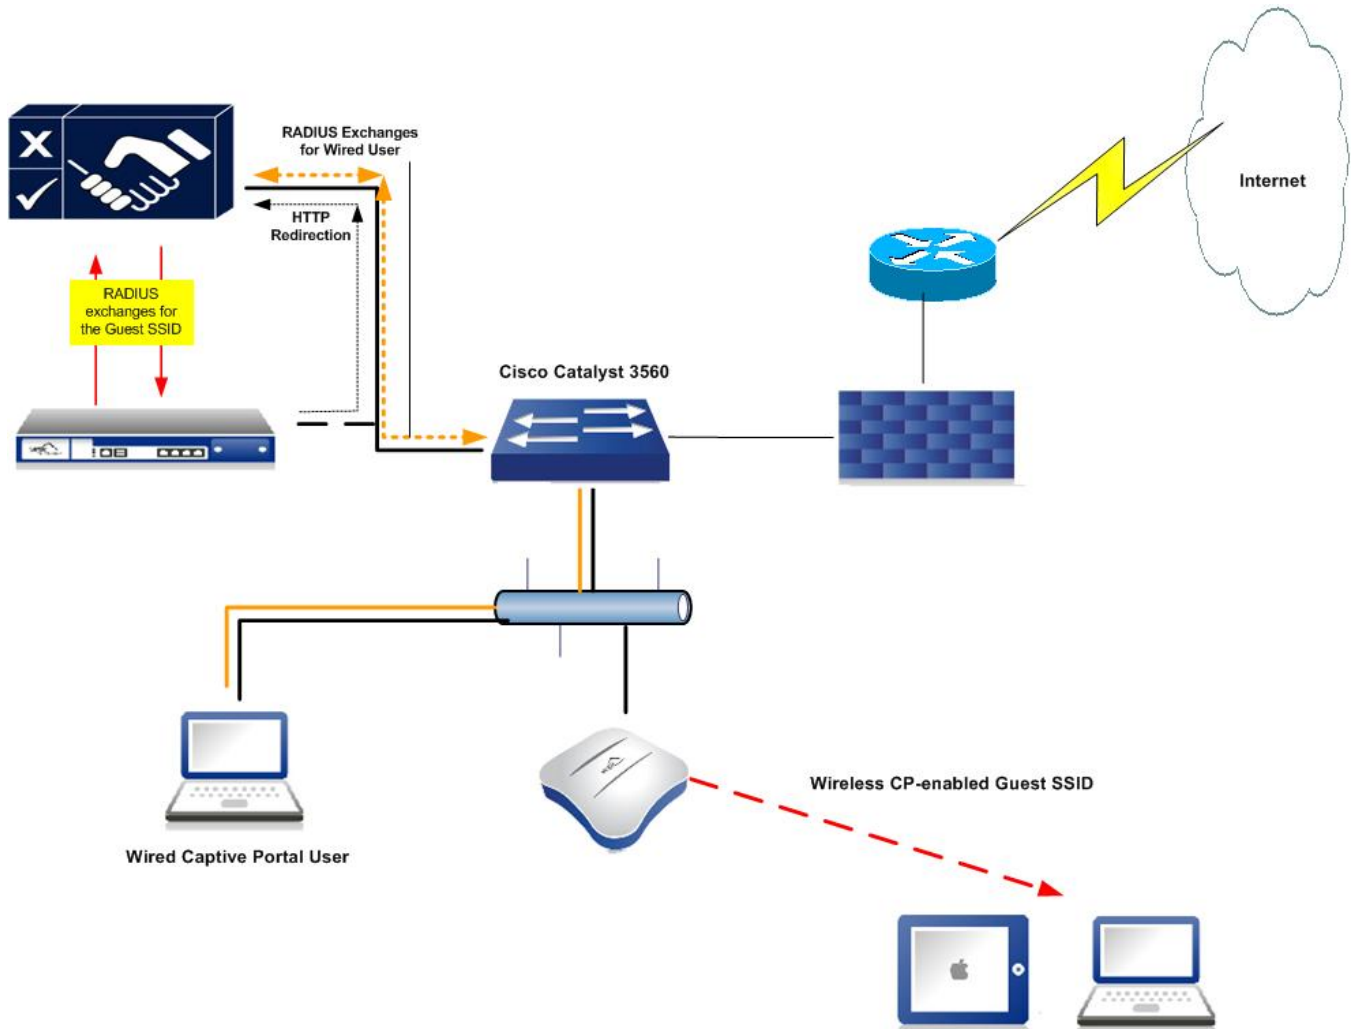 RADIUS Exchanges
for Wired User
Internet
HTTP
Redirection
RADIUS
exchanges for
the Guest SSID
Cisco Catalyst 3560
Wireless CP-enabled Guest SSID
Wired Captive Portal User